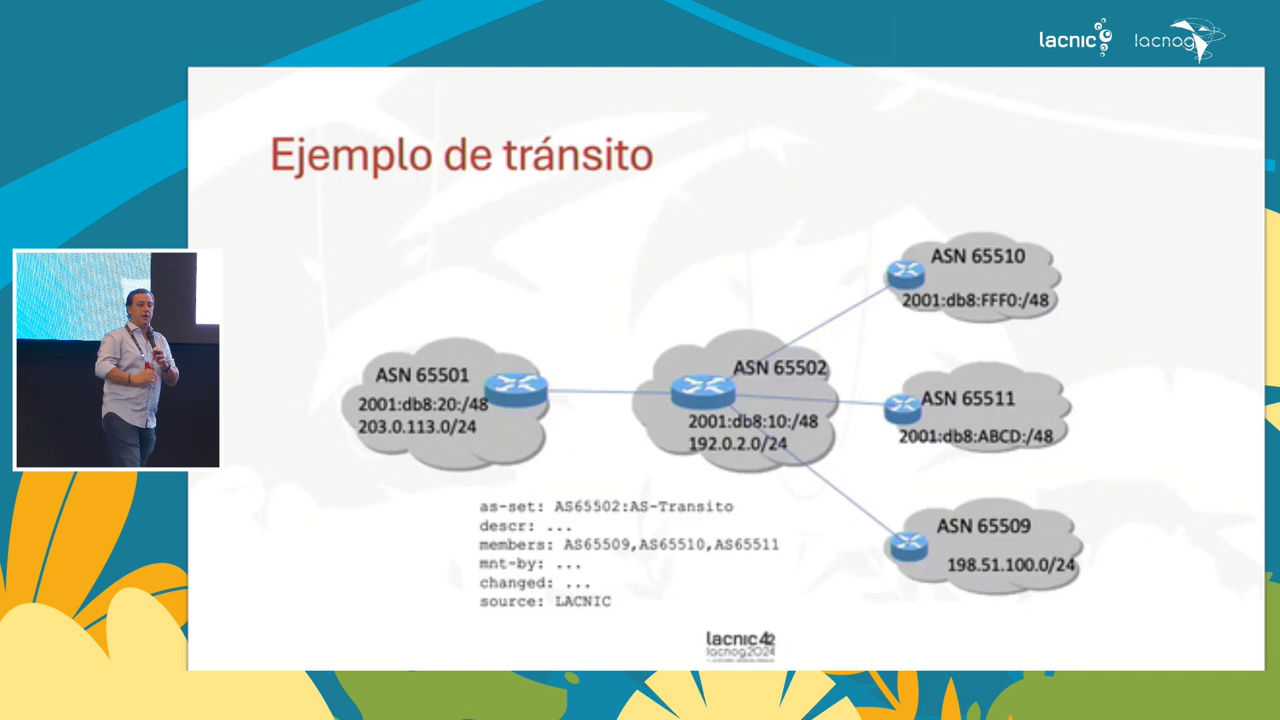 lacnic
lacnog
Ejemplo de tránsito
ASN 65510
2001:db8:FFF0:/48
ASN 65501
2001:db8:20:/48
203.0.113.0/24
ASN 65502
2001:db8:10:/48
192.0.2.0/24
ASN 65511
2001:db8:ABCD:/48
ASN 65509
198.51.100.0/24
as-set: AS65502:AS-Transito
descr: ...
members: AS65509,AS65510,AS65511
mnt-by: ...
changed: ...
source: LACNIC
lacnic42
lacnog2024